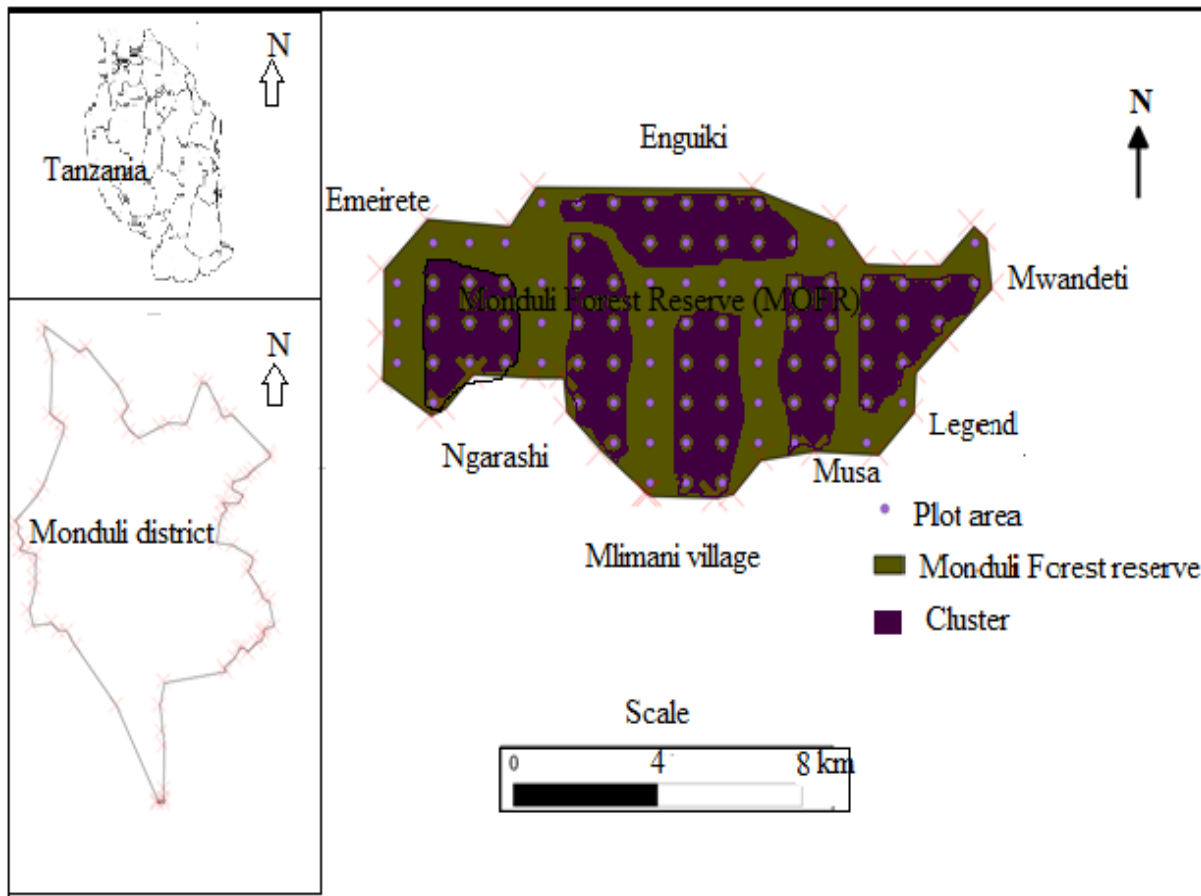 N
Tanzania
N
Monduli district
N
Enguiki
Emeirete
Mwandeti
Monduli Forest Reserve (MOFR)
Ngarashi
Musa
Mlimani village
Legend
Plot area
Monduli Forest reserve
Cluster
Scale
0 4 8 km